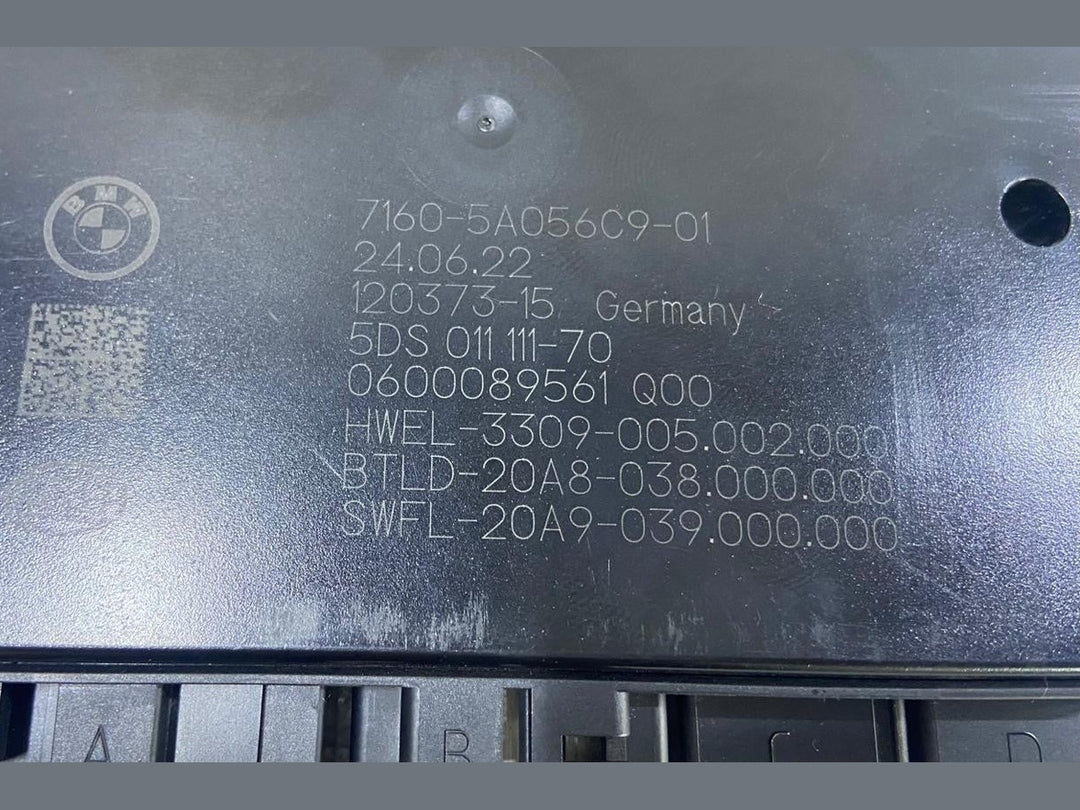 BMW
7160-5A056C9-01
24.06.22
120373-15 Germany
5DS 011 111-70
0600089561 Q00
HWEL-3309-005.002.000
BTLD-20A8-038.000.000
SWFL-20A9-039.000.000
A B C D